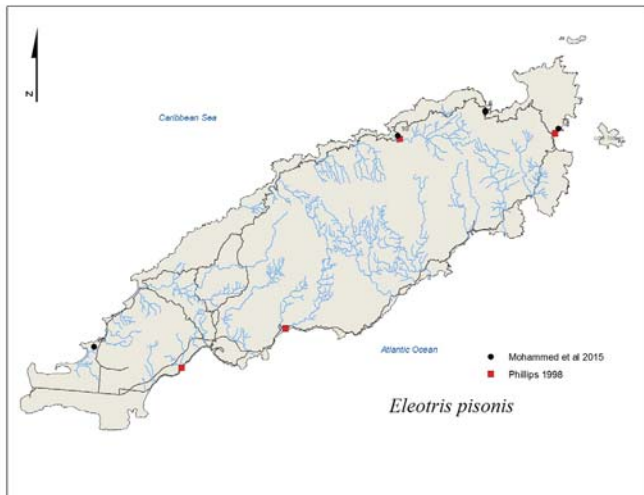 N
Caribbean Sea
Atlantic Ocean
Mohammed et al 2015
Phillips 1998
Eleotris pisonis